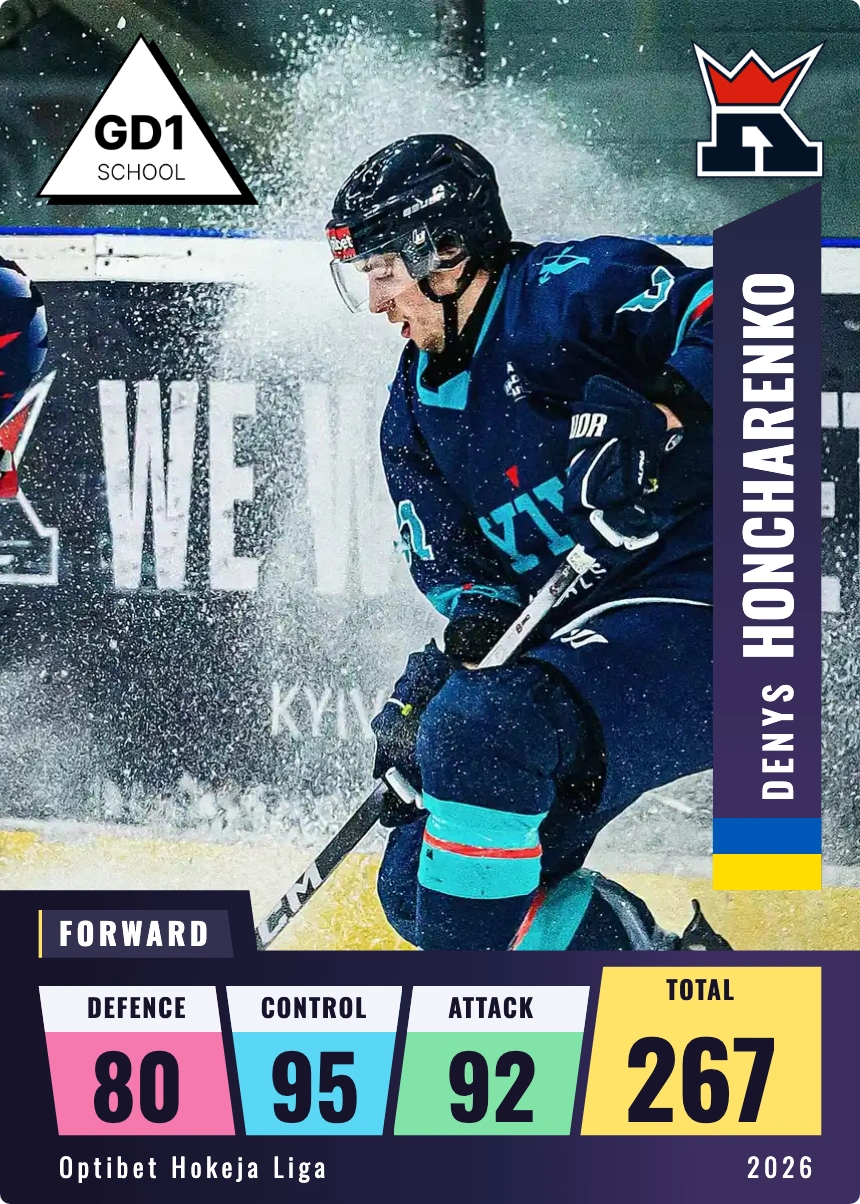 GD1
SCHOOL
WE
KYIV
CCM
DENYS HONCHARENKO
FORWARD
DEFENCE
CONTROL
ATTACK
TOTAL
80
95
92
267
Optibet Hokeja Liga
2026